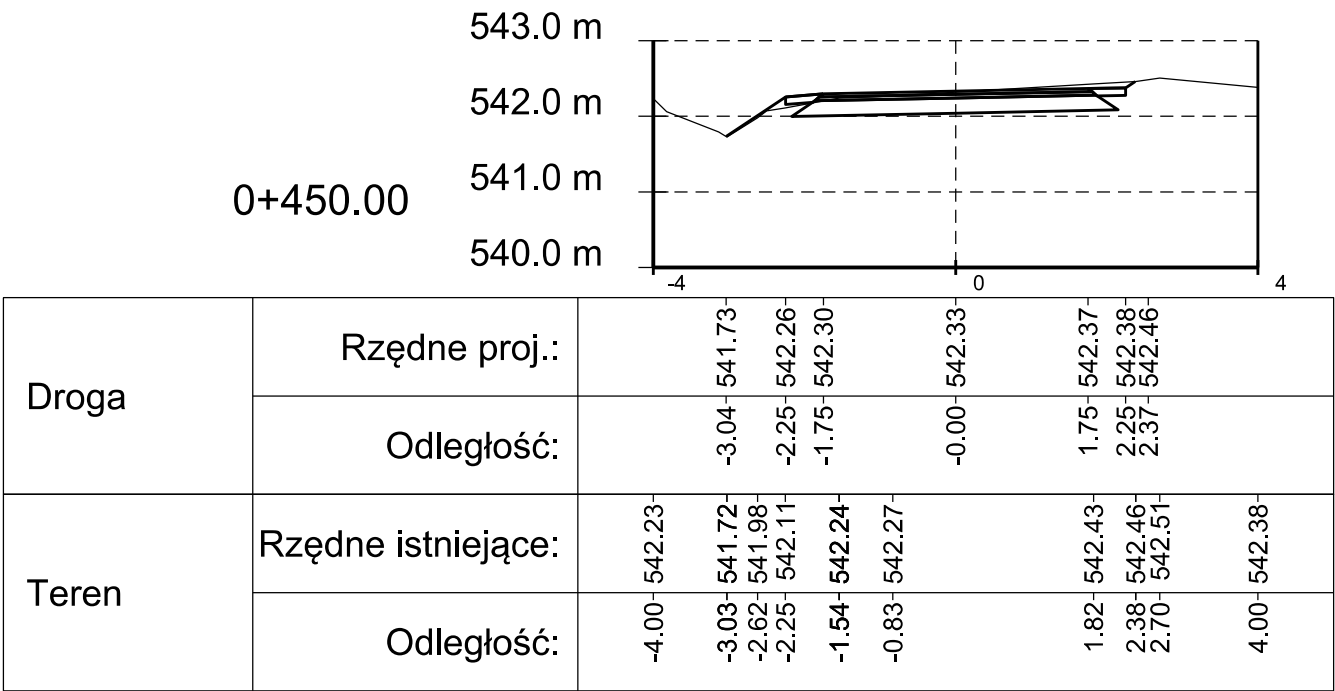 543.0 m
542.0 m
541.0 m
0+450.00
540.0 m
-4 0 4
Droga
Rzędne proj.: 541.73 542.26 542.30 542.33 542.37 542.38 542.46
Odległość: -3.04 -2.25 -1.75 -0.00 1.75 2.25 2.37
Teren
Rzędne istniejące: 542.23 541.72 541.98 542.11 542.24 542.27 542.43 542.46 542.51 542.38
Odległość: -4.00 -3.03 -2.62 -2.25 -1.54 -0.83 1.82 2.38 2.70 4.00